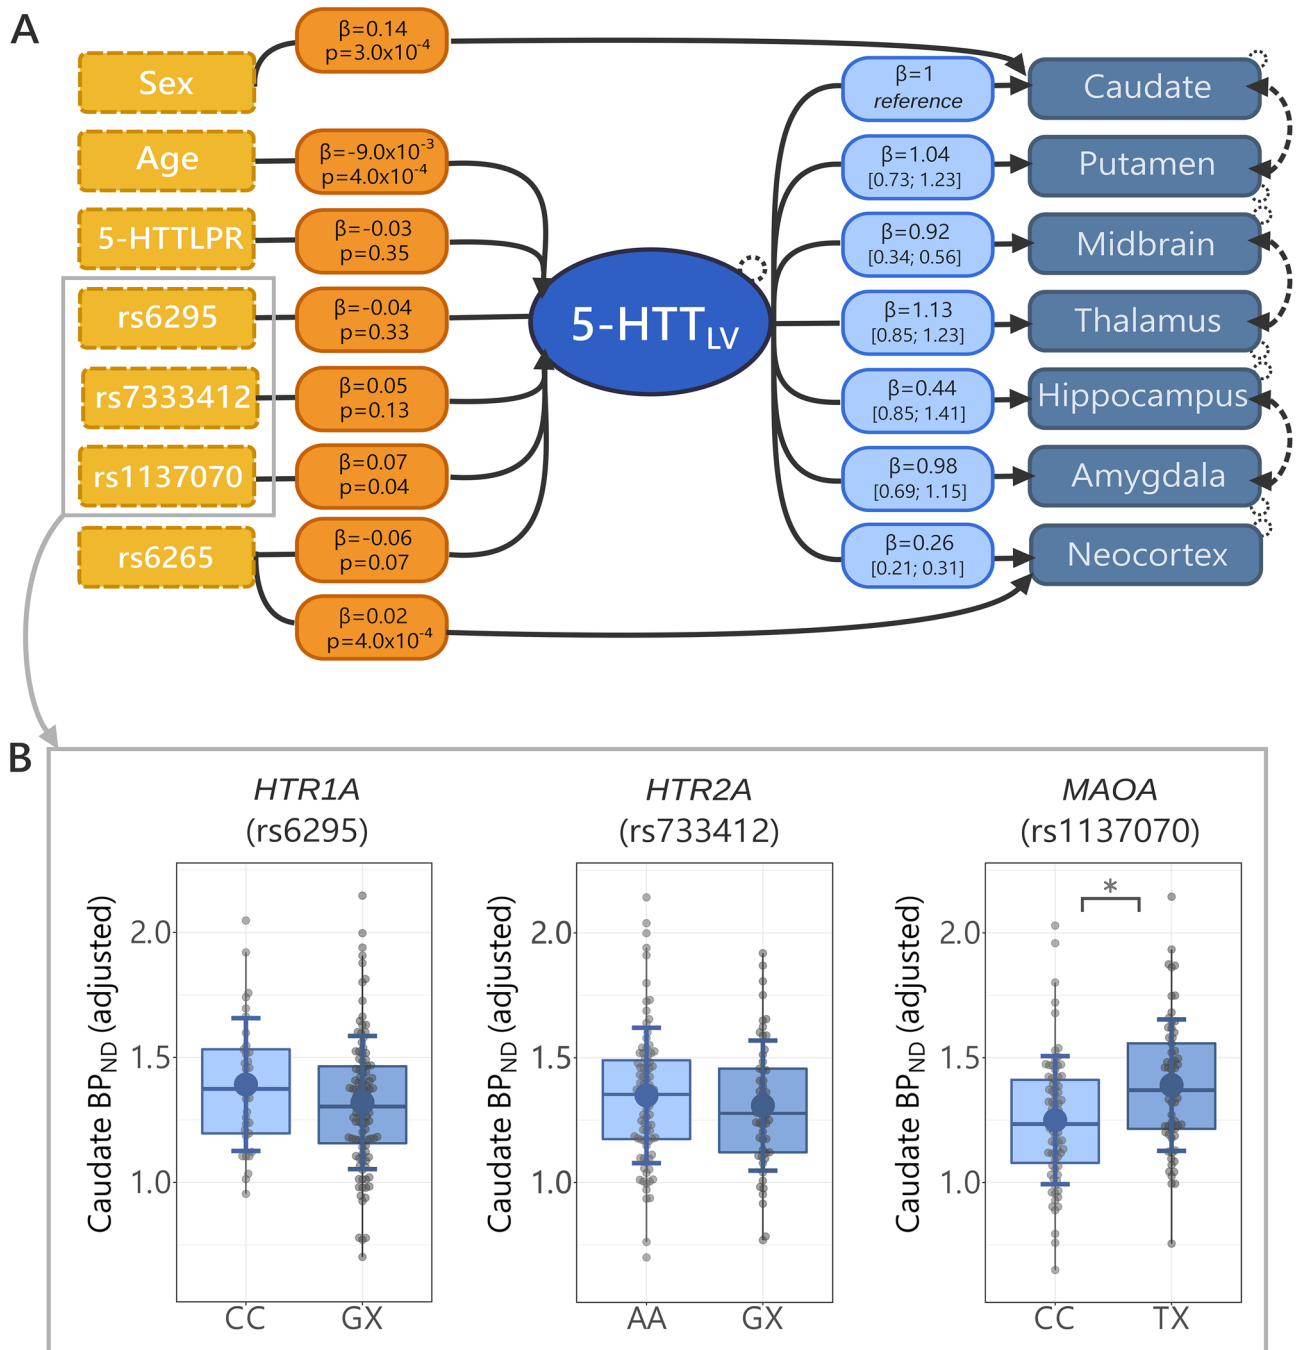 A
Sex
β=0.14
p=3.0x10⁻⁴
β=1
reference
Caudate
Age
β=-9.0x10⁻³
p=4.0x10⁻⁴
β=1.04
[0.73; 1.23]
Putamen
5-HTTLPR
β=-0.03
p=0.35
β=0.92
[0.34; 0.56]
Midbrain
rs6295
β=-0.04
p=0.33
5-HTT_LV
β=1.13
[0.85; 1.23]
Thalamus
rs7333412
β=0.05
p=0.13
β=0.44
[0.85; 1.41]
Hippocampus
rs1137070
β=0.07
p=0.04
β=0.98
[0.69; 1.15]
Amygdala
rs6265
β=-0.06
p=0.07
β=0.26
[0.21; 0.31]
Neocortex
β=0.02
p=4.0x10⁻⁴
B
HTR1A
(rs6295)
Caudate BP_ND (adjusted)
2.0
1.5
1.0
CC GX
HTR2A
(rs733412)
Caudate BP_ND (adjusted)
2.0
1.5
1.0
AA GX
MAOA
(rs1137070)
Caudate BP_ND (adjusted)
*
2.0
1.5
1.0
CC TX